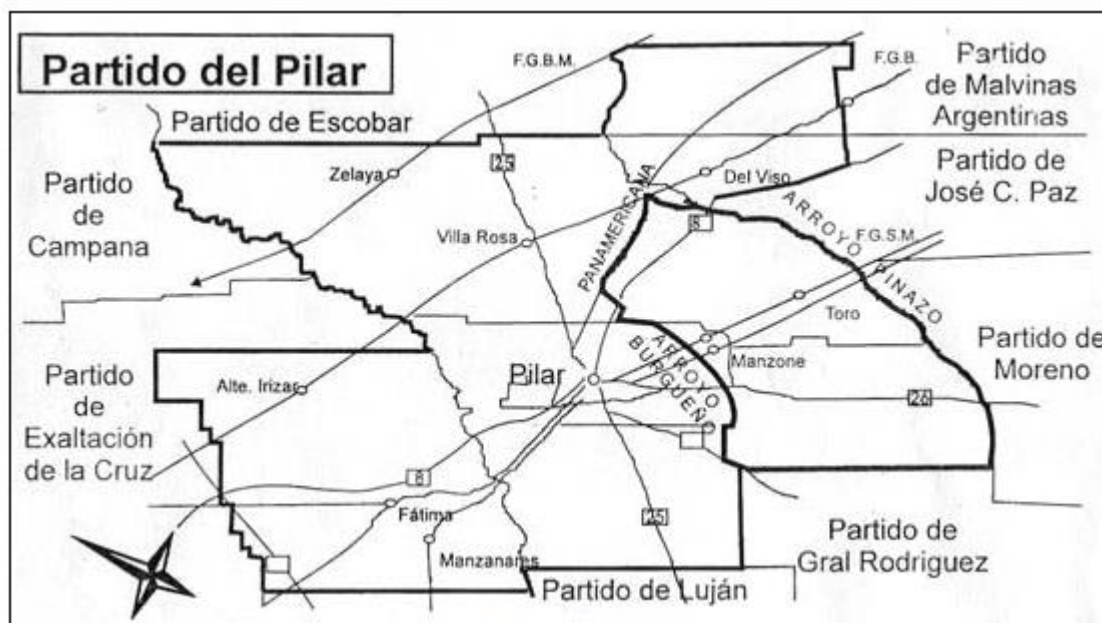 Partido del Pilar
F.G.B.M.
F.G.B.
Partido
de Malvinas
Argentinas
Partido de Escobar
25
Zelaya
Del Viso
Partido de
José C. Paz
Partido
de
Campana
Villa Rosa
PANAMERICANA
8
ARROYO
PINAZO
F.G.S.M.
Toro
Partido de
Moreno
Pilar
ARROYO
BURGUEÑO
Manzone
Alte. Irizar
26
Partido
de
Exaltación
de la Cruz
8
Fátima
25
Manzanares
Partido de
Gral Rodriguez
Partido de Luján